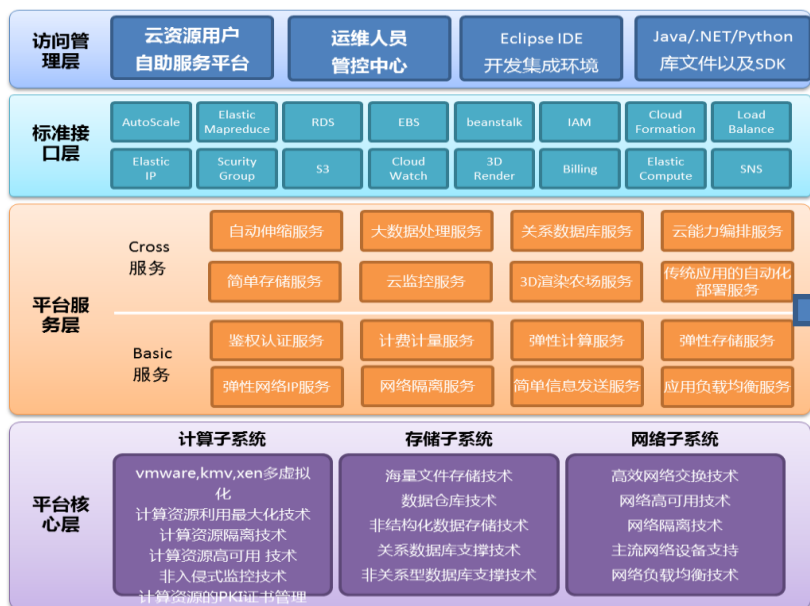 访问管
理层
云资源用户
自助服务平台
运维人员
管控中心
Eclipse IDE
开发集成环境
Java/.NET/Python
库文件以及SDK
标准接
口层
AutoScale
Elastic
Mapreduce
RDS
EBS
beanstalk
IAM
Cloud
Formation
Load
Balance
Elastic
IP
Scurity
Group
S3
Cloud
Watch
3D
Render
Billing
Elastic
Compute
SNS
平台服
务层
Cross
服务
自动伸缩服务
大数据处理服务
关系数据库服务
云能力编排服务
简单存储服务
云监控服务
3D渲染农场服务
传统应用的自动化
部署服务
Basic
服务
鉴权认证服务
计费计量服务
弹性计算服务
弹性存储服务
弹性网络IP服务
网络隔离服务
简单信息发送服务
应用负载均衡服务
平台核
心层
计算子系统
vmware,kmv,xen多虚拟
化
计算资源利用最大化技术
计算资源隔离技术
计算资源高可用 技术
非入侵式监控技术
计算资源的PKI证书管理
存储子系统
海量文件存储技术
数据仓库技术
非结构化数据存储技术
关系数据库支撑技术
非关系型数据库支撑技术
网络子系统
高效网络交换技术
网络高可用技术
网络隔离技术
主流网络设备支持
网络负载均衡技术